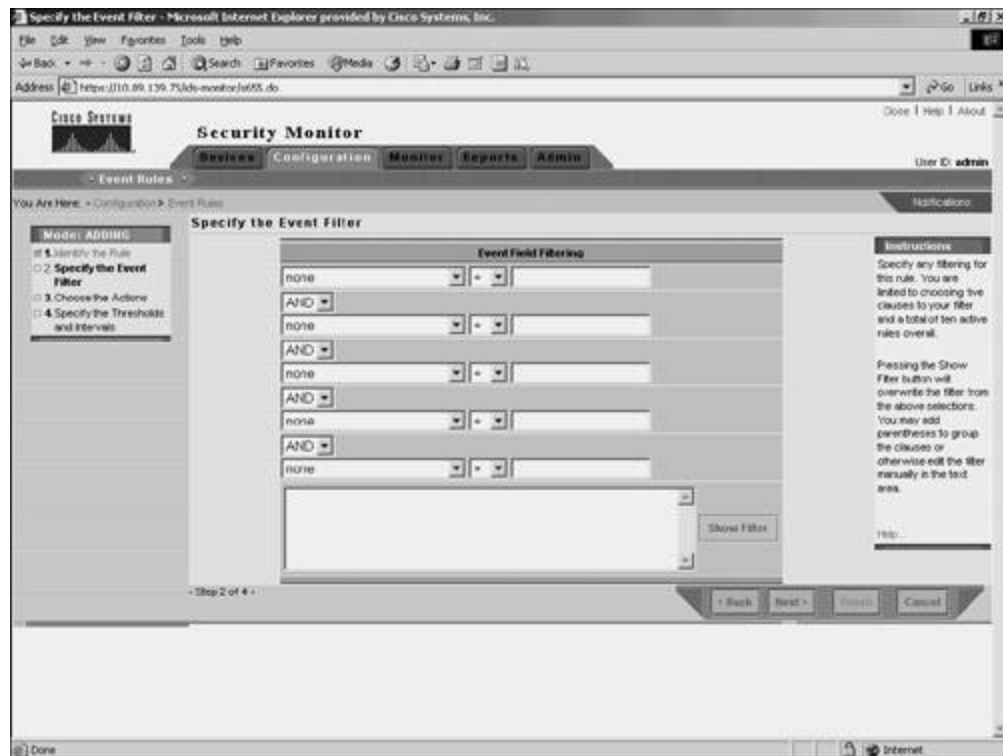 Specify the Event Filter - Microsoft Internet Explorer provided by Cisco Systems, Inc.
File Edit View Favorites Tools Help
Back Search Favorites Media
Address https://10.89.139.75/ids-monitor/ Go Links
Cisco Systems
Close | Help | About
Security Monitor
Devices Configuration Monitor Reports Admin
User ID: admin
Event Rules
You Are Here: Configuration > Event Rules
Notifications
Mode: ADDING
1. Identify the Rule
2. Specify the Event
Filter
3. Choose the Actions
4. Specify the Thresholds
and Intervals
Specify the Event Filter
Event Field Filtering
none
AND
none
AND
none
AND
none
AND
none
Show Filter
Instructions
Specify any filtering for
this rule. You are
limited to choosing five
clauses to your filter
and a total of ten active
rules overall.
Pressing the Show
Filter button will
overwrite the filter from
the above selections.
You may add
parentheses to group
the clauses or
otherwise edit the filter
manually in the text
area.
Help...
- Step 2 of 4 -
< Back Next > Finish Cancel
Done Internet